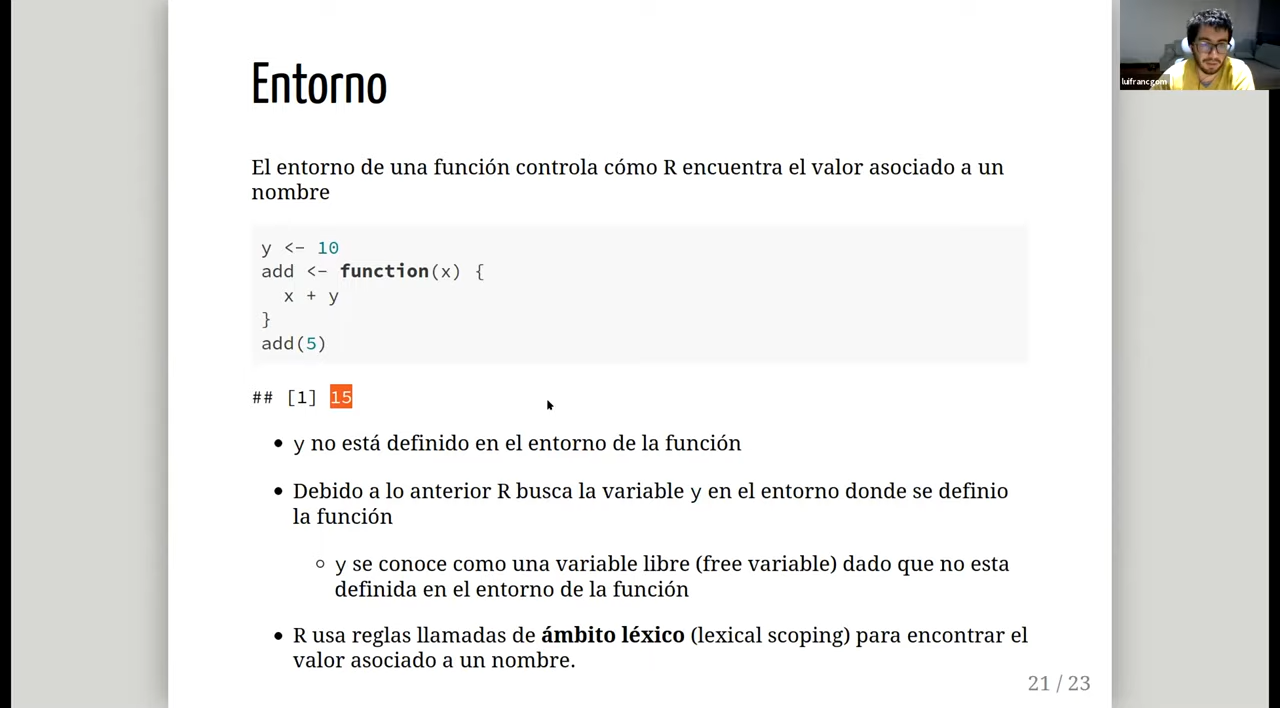 Entorno
El entorno de una función controla cómo R encuentra el valor asociado a un
nombre
y <- 10
add <- function(x) {
x + y
}
add(5)
## [1] 15
• y no está definido en el entorno de la función
• Debido a lo anterior R busca la variable y en el entorno donde se definio
la función
○ y se conoce como una variable libre (free variable) dado que no esta
definida en el entorno de la función
• R usa reglas llamadas de ámbito léxico (lexical scoping) para encontrar el
valor asociado a un nombre.
21 / 23
luifrancgom